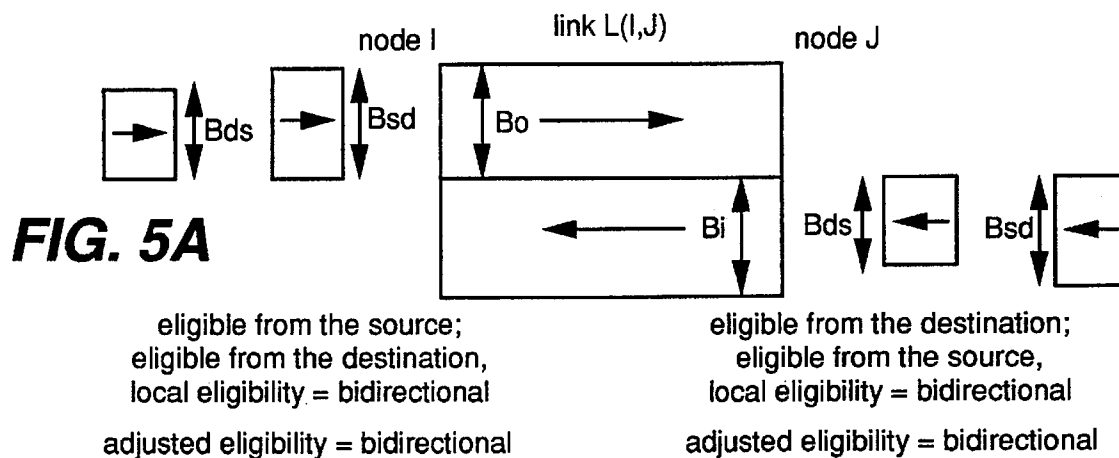 link L(I,J)
node I
node J
Bds
Bsd
Bo
Bi
Bds
Bsd
FIG. 5A
eligible from the source;
eligible from the destination,
local eligibility = bidirectional
adjusted eligibility = bidirectional
eligible from the destination;
eligible from the source,
local eligibility = bidirectional
adjusted eligibility = bidirectional